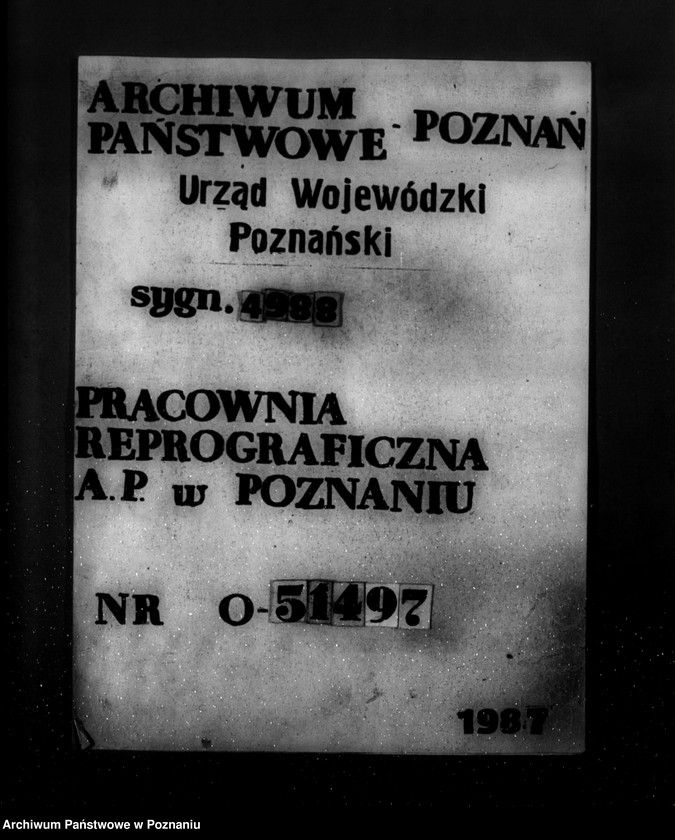 ARCHIWUM
PAŃSTWOWE - POZNAŃ
Urząd Wojewódzki
Poznański
sygn. 4988
PRACOWNIA
REPROGRAFICZNA
A.P. w POZNANIU
NR O-51497
1987
Archiwum Państwowe w Poznaniu